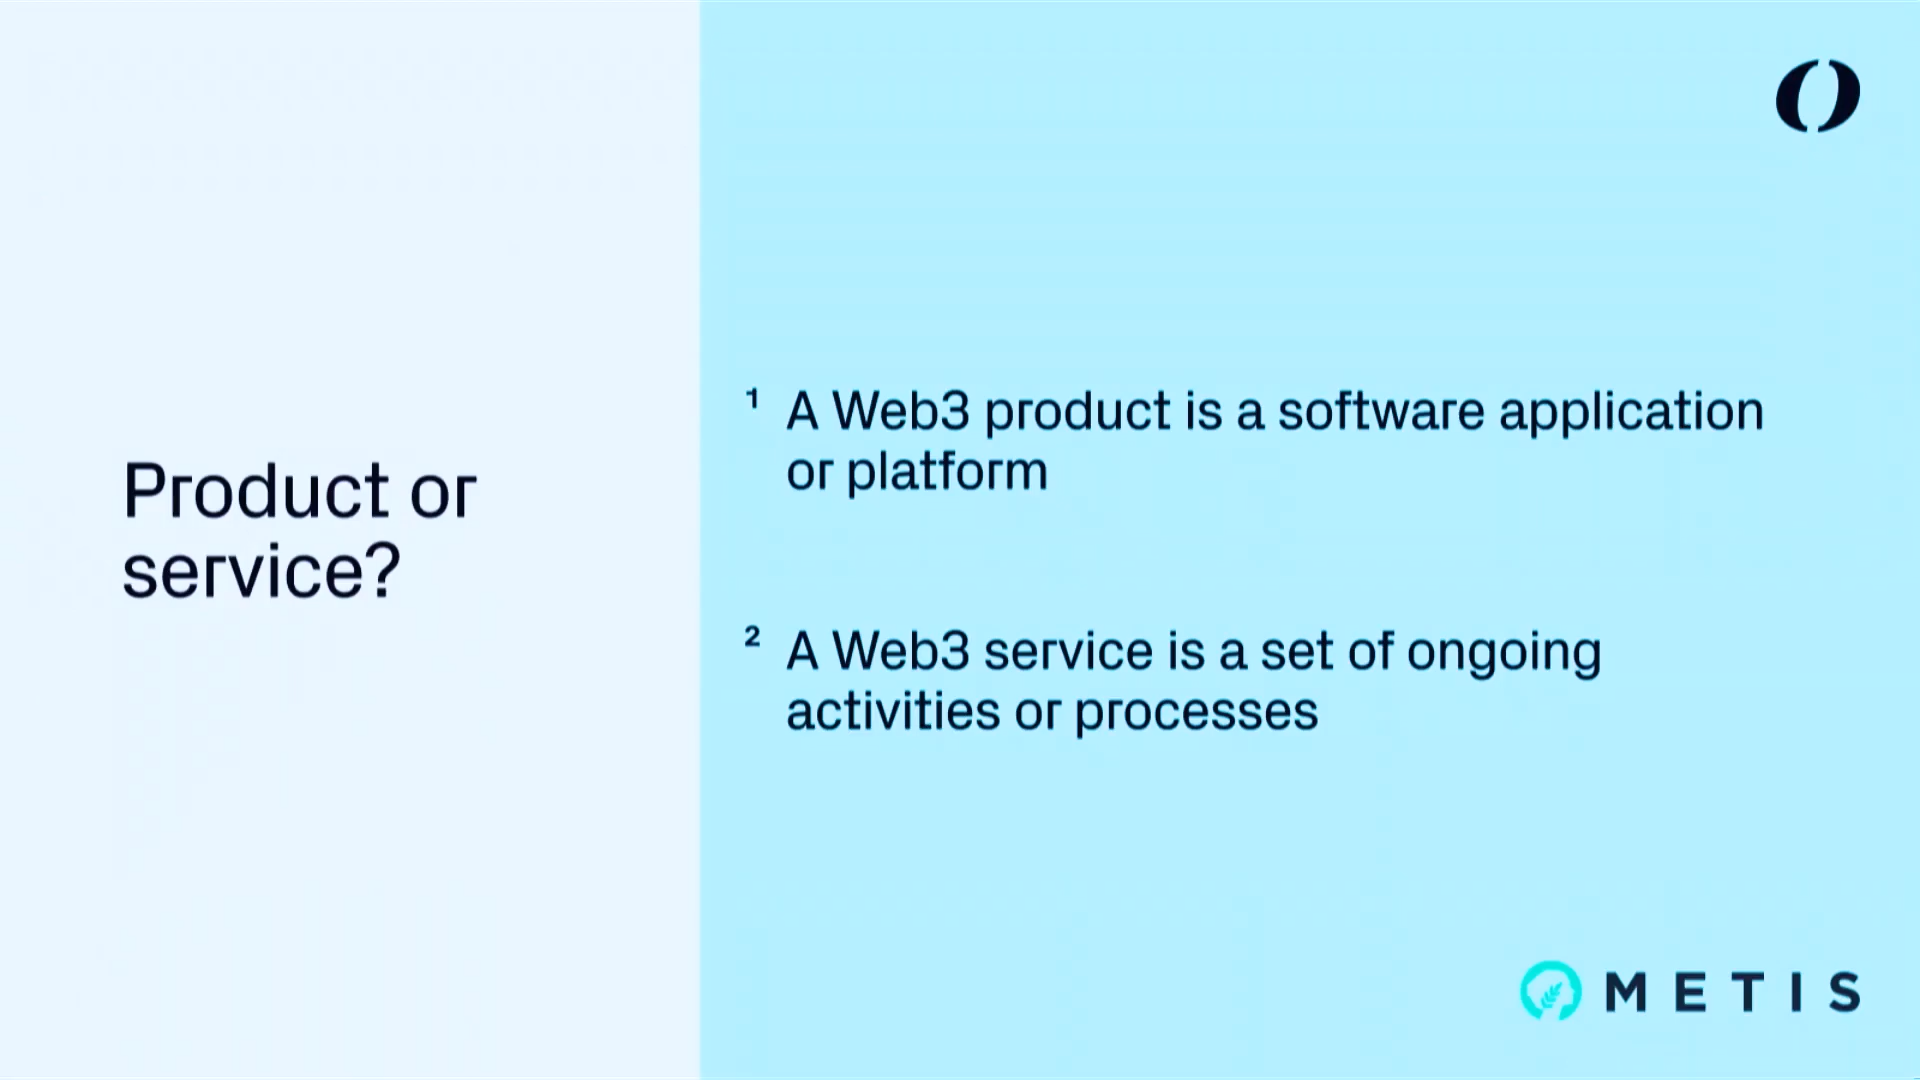 Product or
service?
¹ A Web3 product is a software application
or platform
² A Web3 service is a set of ongoing
activities or processes
METIS